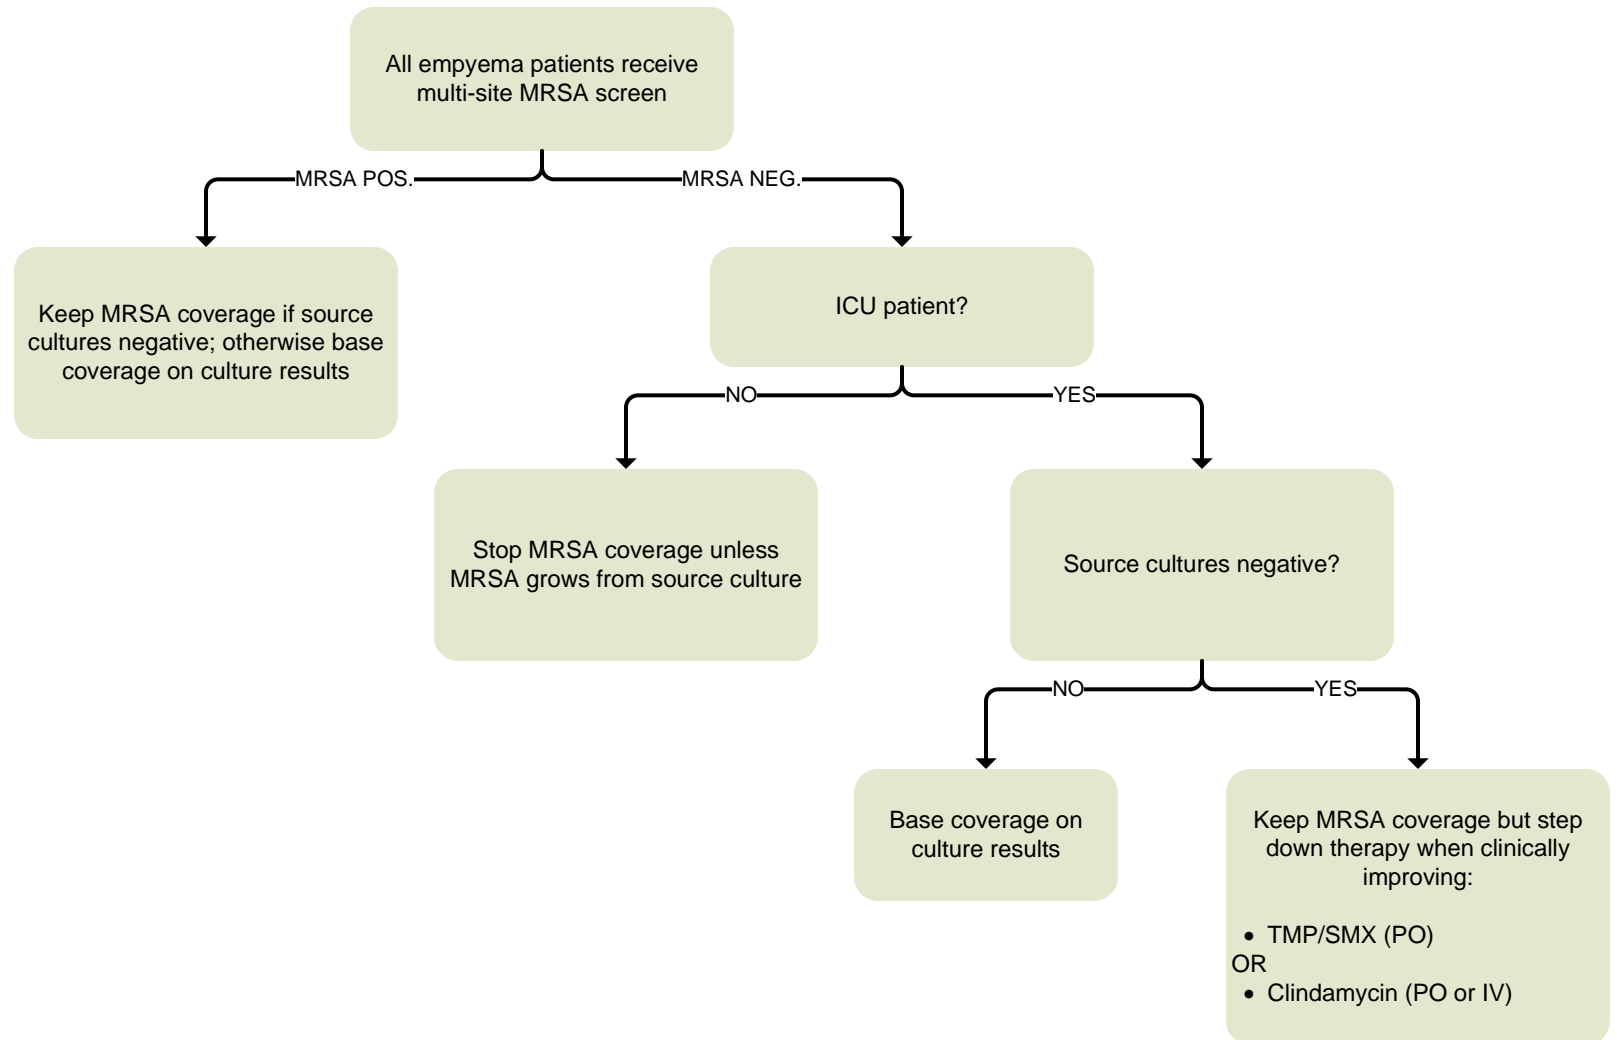 All empyema patients receive
multi-site MRSA screen
MRSA POS.
MRSA NEG.
Keep MRSA coverage if source
cultures negative; otherwise base
coverage on culture results
ICU patient?
NO
YES
Stop MRSA coverage unless
MRSA grows from source culture
Source cultures negative?
NO
YES
Base coverage on
culture results
Keep MRSA coverage but step
down therapy when clinically
improving:
• TMP/SMX (PO)
OR
• Clindamycin (PO or IV)